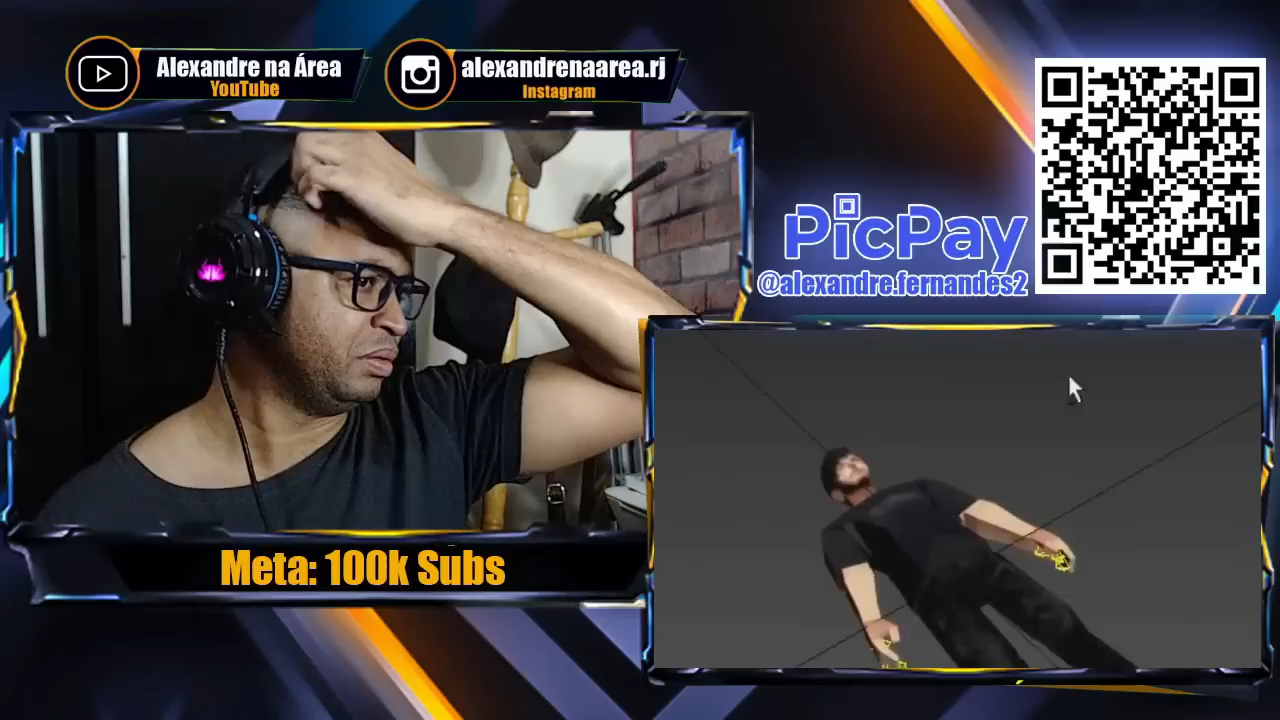 Alexandre na Área
YouTube
alexandrenaarea.rj
Instagram
PicPay
@alexandre.fernandes2
Meta: 100k Subs